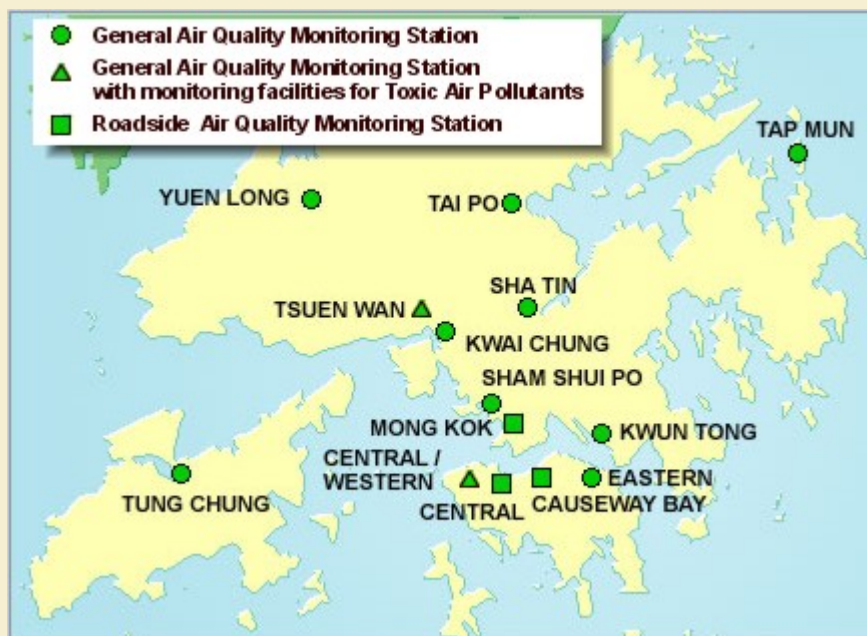 General Air Quality Monitoring Station
General Air Quality Monitoring Station
with monitoring facilities for Toxic Air Pollutants
Roadside Air Quality Monitoring Station
TAP MUN
YUEN LONG
TAI PO
SHA TIN
TSUEN WAN
KWAI CHUNG
SHAM SHUI PO
MONG KOK
KWUN TONG
CENTRAL /
WESTERN
EASTERN
TUNG CHUNG
CENTRAL
CAUSEWAY BAY